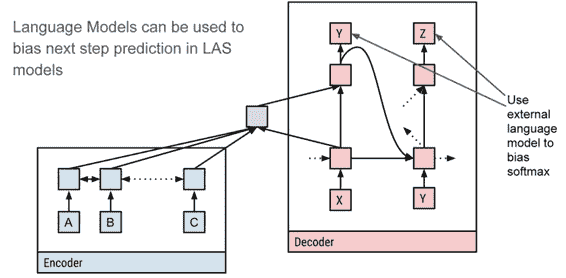 Language Models can be used to
bias next step prediction in LAS
models
Y
Z
Use
external
language
model to
bias
softmax
A
B
C
X
Y
Encoder
Decoder